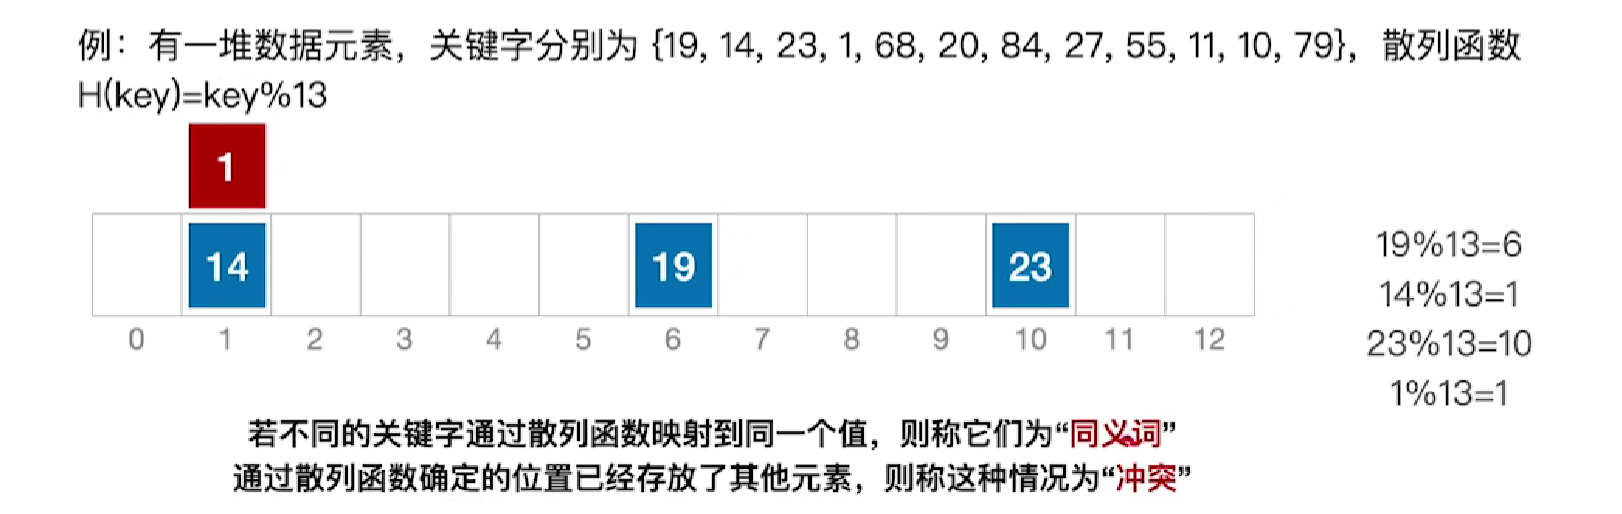 例：有一堆数据元素，关键字分别为 {19, 14, 23, 1, 68, 20, 84, 27, 55, 11, 10, 79}，散列函数
H(key)=key%13
1
14 19 23
0 1 2 3 4 5 6 7 8 9 10 11 12
19%13=6
14%13=1
23%13=10
1%13=1
若不同的关键字通过散列函数映射到同一个值，则称它们为“同义词”
通过散列函数确定的位置已经存放了其他元素，则称这种情况为“冲突”